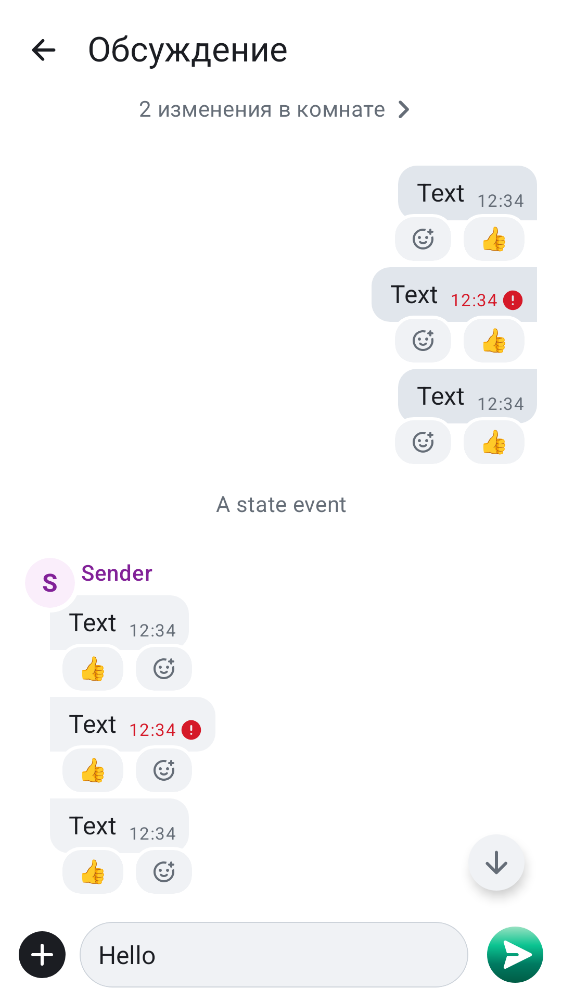 Обсуждение
2 изменения в комнате
Text 12:34
👍
Text 12:34
👍
Text 12:34
👍
A state event
S Sender
Text 12:34
👍
Text 12:34
👍
Text 12:34
👍
Hello